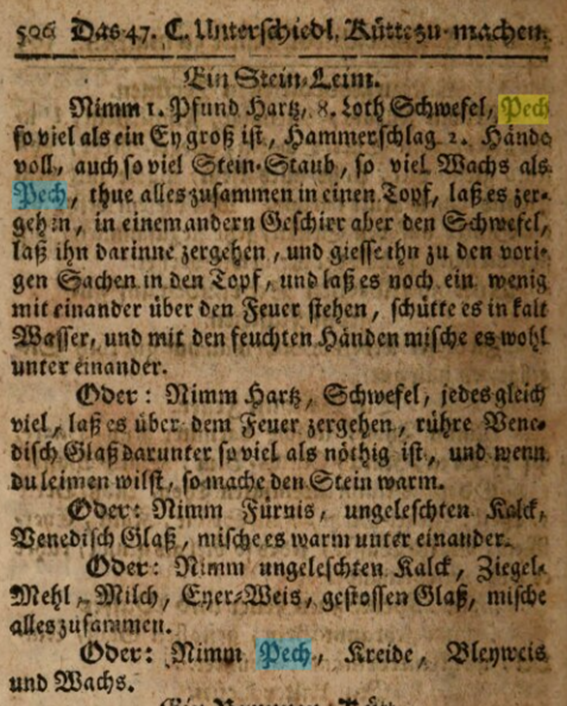 506 Das 47. C. Unterschiedl. Kütte zu machen.
Ein Stein-Leim.
Nimm 1. Pfund Hartz, 8. Loth Schwefel, Pech
so viel als ein Ey groß ist, Hammerschlag 2. Hände
voll, auch so viel Stein-Staub, so viel Wachs als
Pech, thue alles zusammen in einen Topf, laß es zer-
gehen, in einem andern Geschier aber den Schwefel,
laß ihn darinne zergehen, und giesse ihn zu den vori-
gen Sachen in den Topf, und laß es noch ein wenig
mit einander über den Feuer stehen, schütte es in kalt
Wasser, und mit den feuchten Händen mische es wohl
unter einander.
Oder: Nimm Hartz, Schwefel, jedes gleich
viel, laß es über dem Feuer zergehen, rühre Vene-
disch Glaß darunter so viel als nöthig ist, und wenn
du leimen wilst, so mache den Stein warm.
Oder: Nimm Fürnis, ungeleschten Kalck,
Venedisch Glaß, mische es warm unter einander.
Oder: Nimm ungeleschten Kalck, Ziegel-
Mehl, Milch, Eyer-Weis, gestossen Glaß, mische
alles zusammen.
Oder: Nimm Pech, Kreide, Bleyweis
und Wachs.